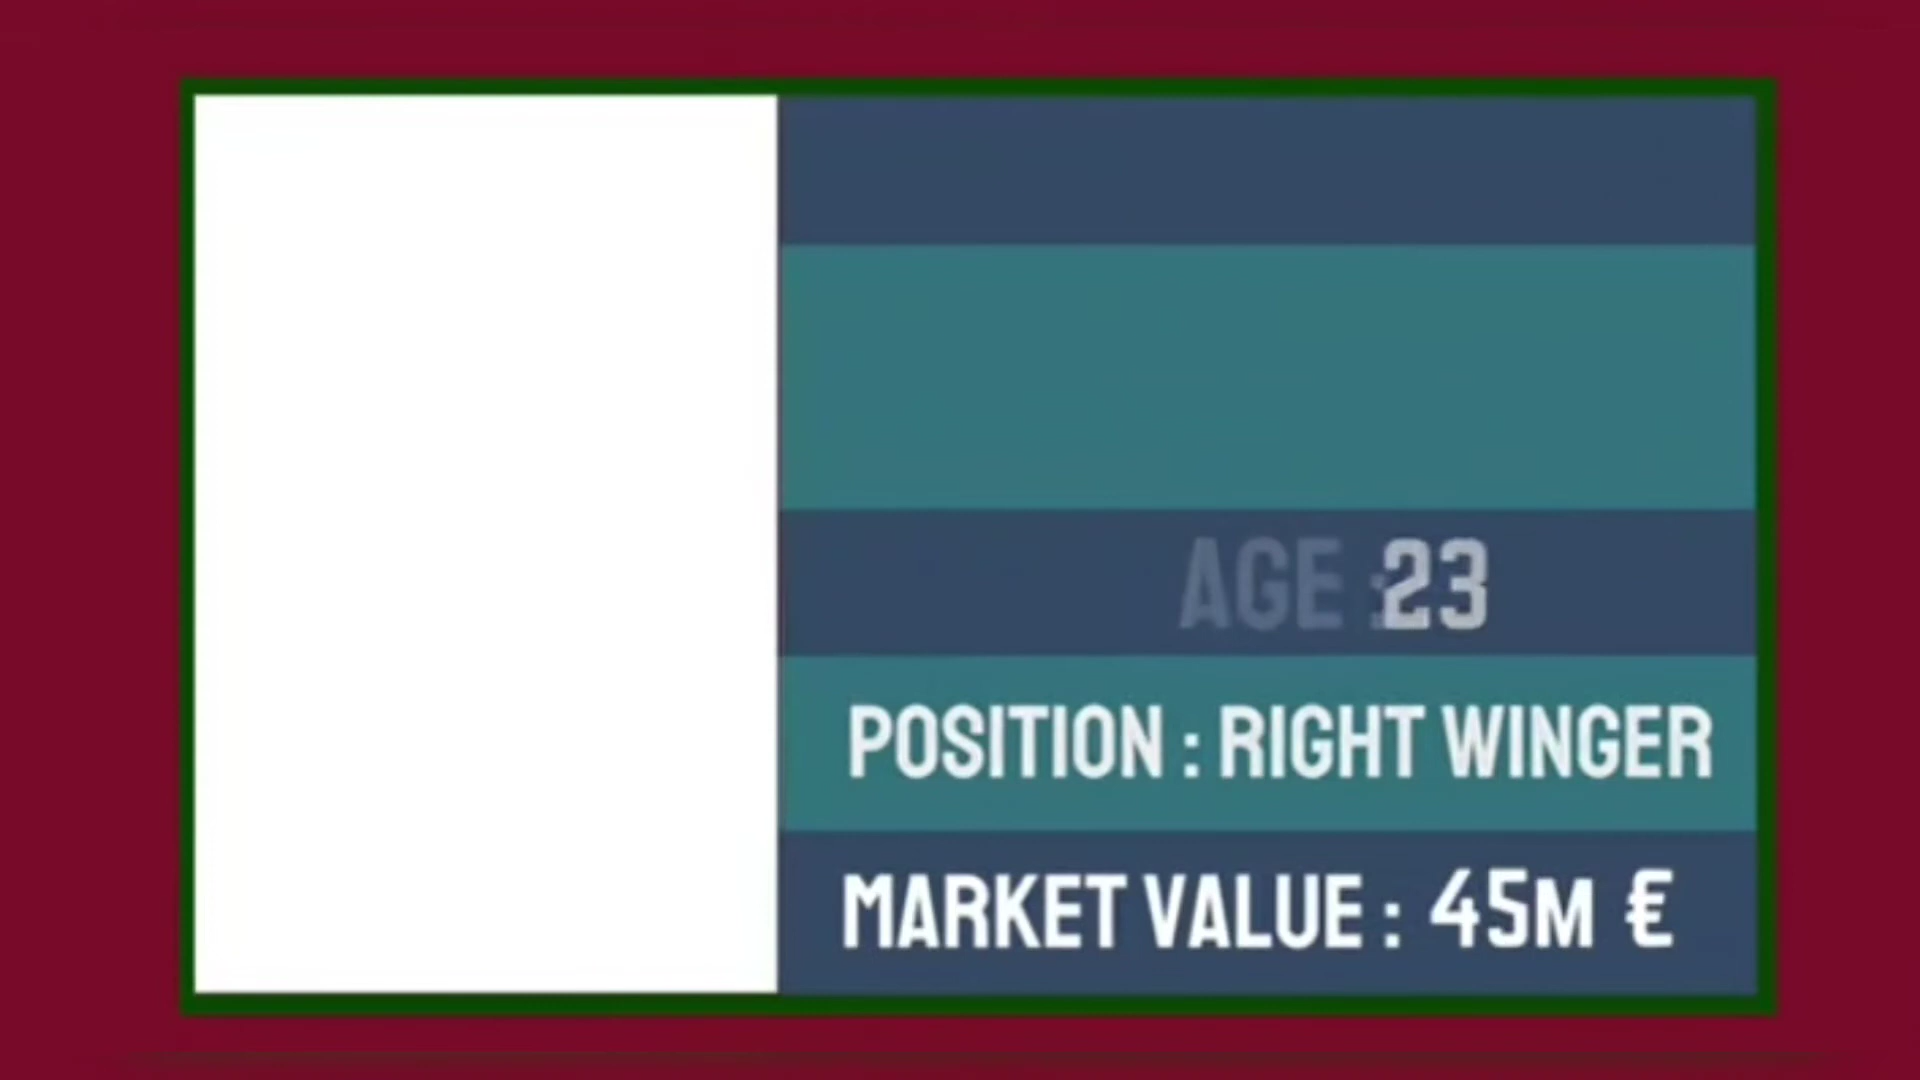 AGE : 23
POSITION : RIGHT WINGER
MARKET VALUE : 45M €